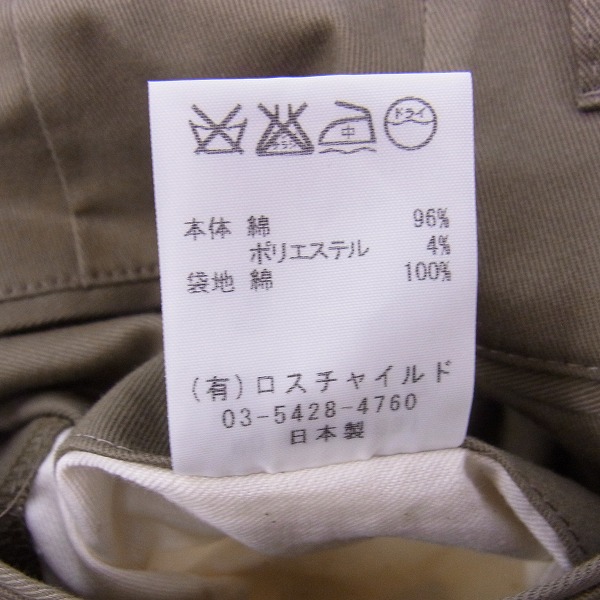 中 ドライ
本体 綿 96%
ポリエステル 4%
袋地 綿 100%
(有)ロスチャイルド
03-5428-4760
日本製